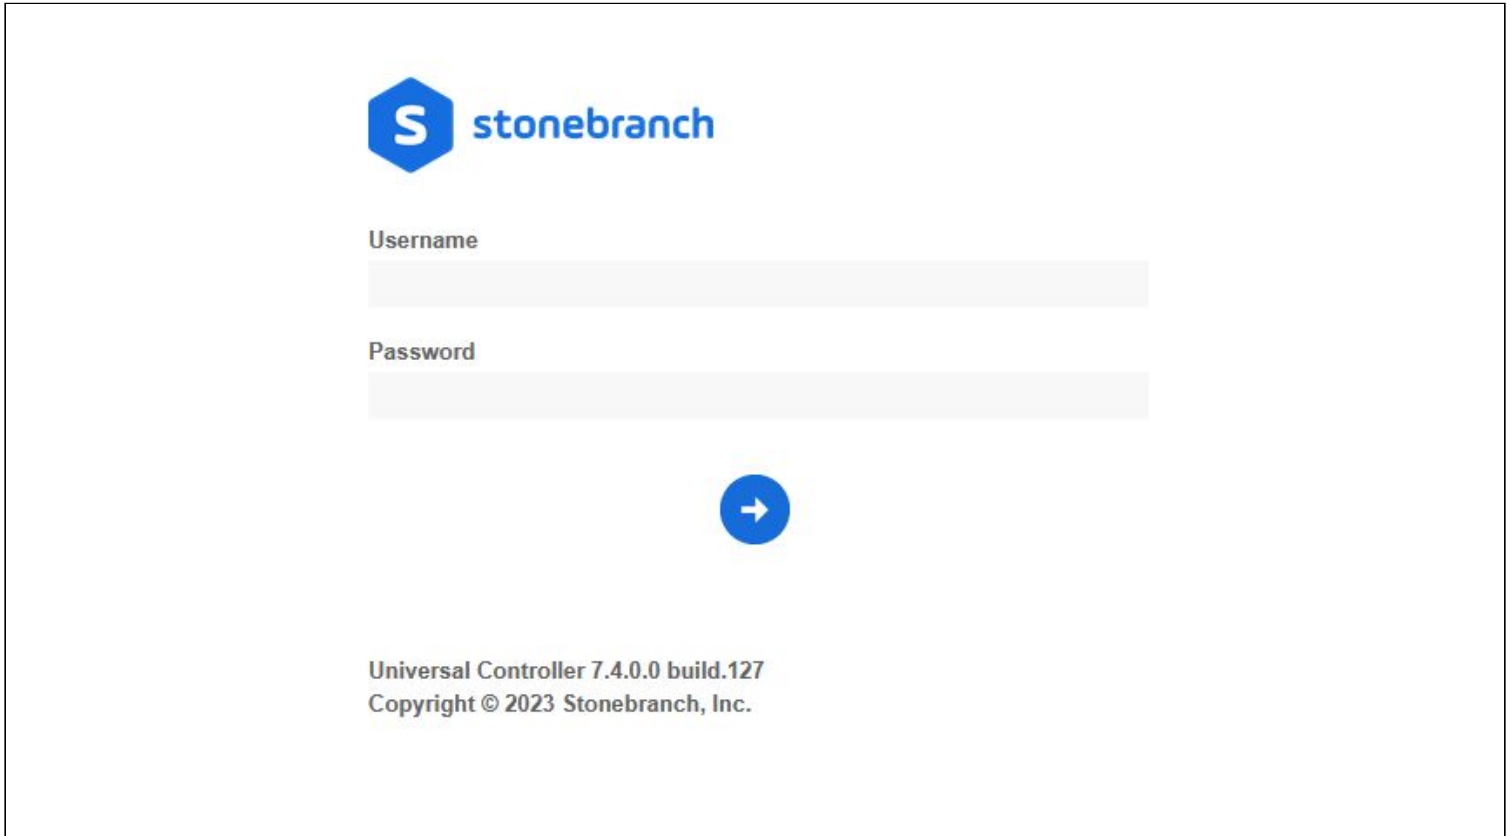 S stonebranch
Username
Password
Universal Controller 7.4.0.0 build.127
Copyright © 2023 Stonebranch, Inc.